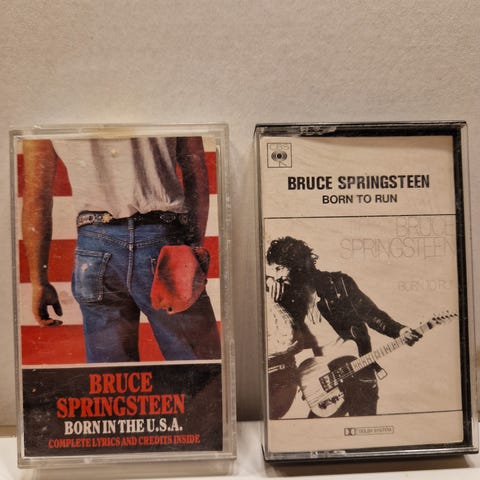 BRUCE
SPRINGSTEEN
BORN IN THE U.S.A.
COMPLETE LYRICS AND CREDITS INSIDE
CBS
BRUCE SPRINGSTEEN
BORN TO RUN
BRUCE
SPRINGSTEEN
BORN TO RUN
DOLBY SYSTEM